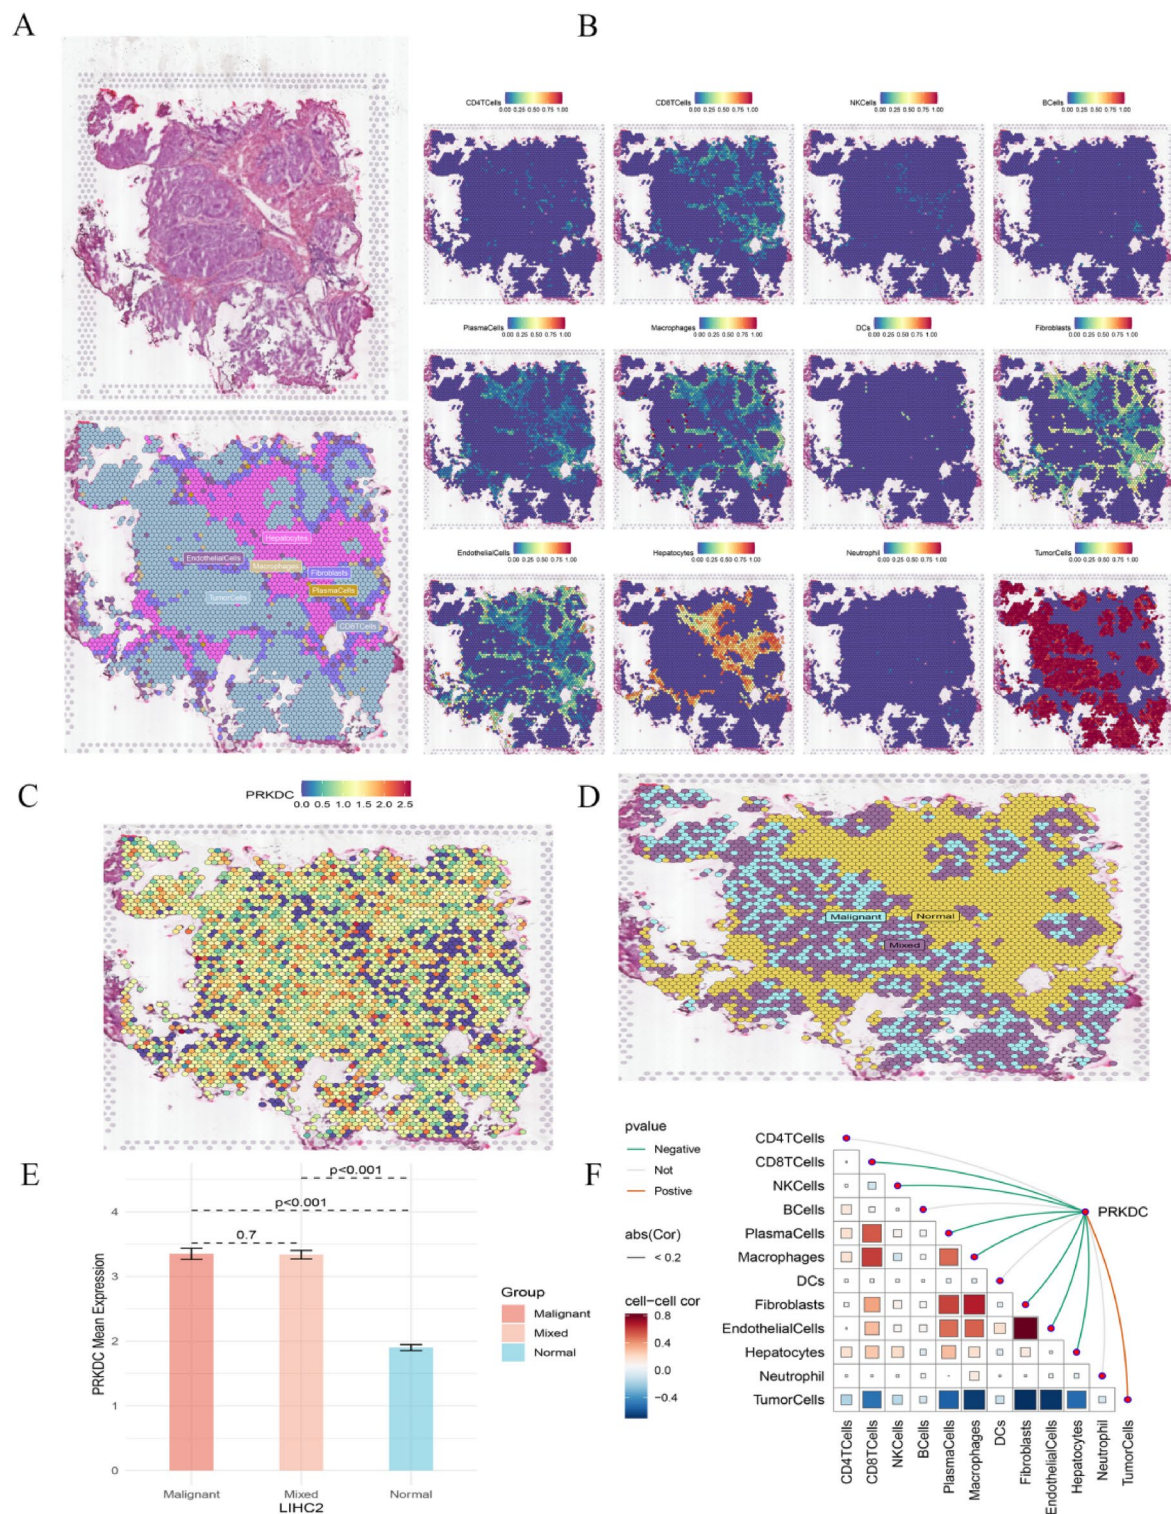 A
B
CD4TCells
0.00 0.25 0.50 0.75 1.00
CD8TCells
0.00 0.25 0.50 0.75 1.00
NKCells
0.00 0.25 0.50 0.75 1.00
BCells
0.00 0.25 0.50 0.75 1.00
PlasmaCells
0.00 0.25 0.50 0.75 1.00
Macrophages
0.00 0.25 0.50 0.75 1.00
DCs
0.00 0.25 0.50 0.75 1.00
Fibroblasts
0.00 0.25 0.50 0.75 1.00
Hepatocytes
EndothelialCells
Macrophages
Fibroblasts
PlasmaCells
TumorCells
CD8TCells
EndothelialCells
0.00 0.25 0.50 0.75 1.00
Hepatocytes
0.00 0.25 0.50 0.75 1.00
Neutrophil
0.00 0.25 0.50 0.75 1.00
TumorCells
0.00 0.25 0.50 0.75 1.00
C
PRKDC
0.0 0.5 1.0 1.5 2.0 2.5
D
Malignant
Normal
Mixed
E
p<0.001
p<0.001
0.7
PRKDC Mean Expression
4
3
2
1
0
Malignant
Mixed
Normal
LIHC2
Group
Malignant
Mixed
Normal
F
pvalue
Negative
Not
Postive
abs(Cor)
< 0.2
cell-cell cor
0.8
0.4
0.0
-0.4
CD4TCells
CD8TCells
NKCells
BCells
PlasmaCells
Macrophages
DCs
Fibroblasts
EndothelialCells
Hepatocytes
Neutrophil
TumorCells
PRKDC
CD4TCells
CD8TCells
NKCells
BCells
PlasmaCells
Macrophages
DCs
Fibroblasts
EndothelialCells
Hepatocytes
Neutrophil
TumorCells